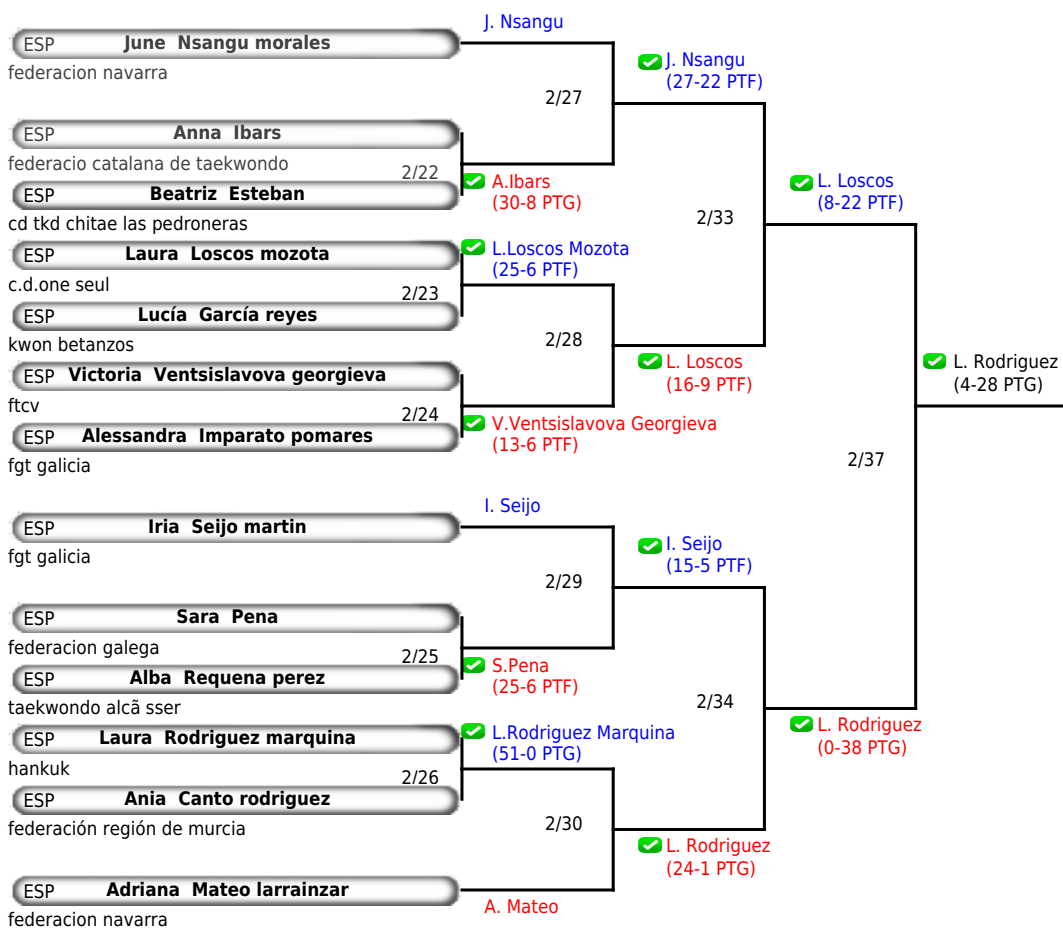 J. Nsangu
ESP June Nsangu morales
federacion navarra
J. Nsangu
(27-22 PTF)
2/27
ESP Anna Ibars
federacio catalana de taekwondo
2/22
A.Ibars
(30-8 PTG)
ESP Beatriz Esteban
cd tkd chitae las pedroneras
L. Loscos
(8-22 PTF)
2/33
ESP Laura Loscos mozota
c.d.one seul
L.Loscos Mozota
(25-6 PTF)
2/23
ESP Lucía García reyes
kwon betanzos
2/28
L. Loscos
(16-9 PTF)
L. Rodriguez
(4-28 PTG)
ESP Victoria Ventsislavova georgieva
ftcv
2/24
V.Ventsislavova Georgieva
(13-6 PTF)
ESP Alessandra Imparato pomares
fgt galicia
2/37
I. Seijo
ESP Iria Seijo martin
fgt galicia
I. Seijo
(15-5 PTF)
2/29
ESP Sara Pena
federacion galega
2/25
S.Pena
(25-6 PTF)
ESP Alba Requena perez
taekwondo alcã sser
2/34
L. Rodriguez
(0-38 PTG)
ESP Laura Rodriguez marquina
hankuk
L.Rodriguez Marquina
(51-0 PTG)
2/26
ESP Ania Canto rodriguez
federación región de murcia
2/30
L. Rodriguez
(24-1 PTG)
ESP Adriana Mateo larrainzar
federacion navarra
A. Mateo